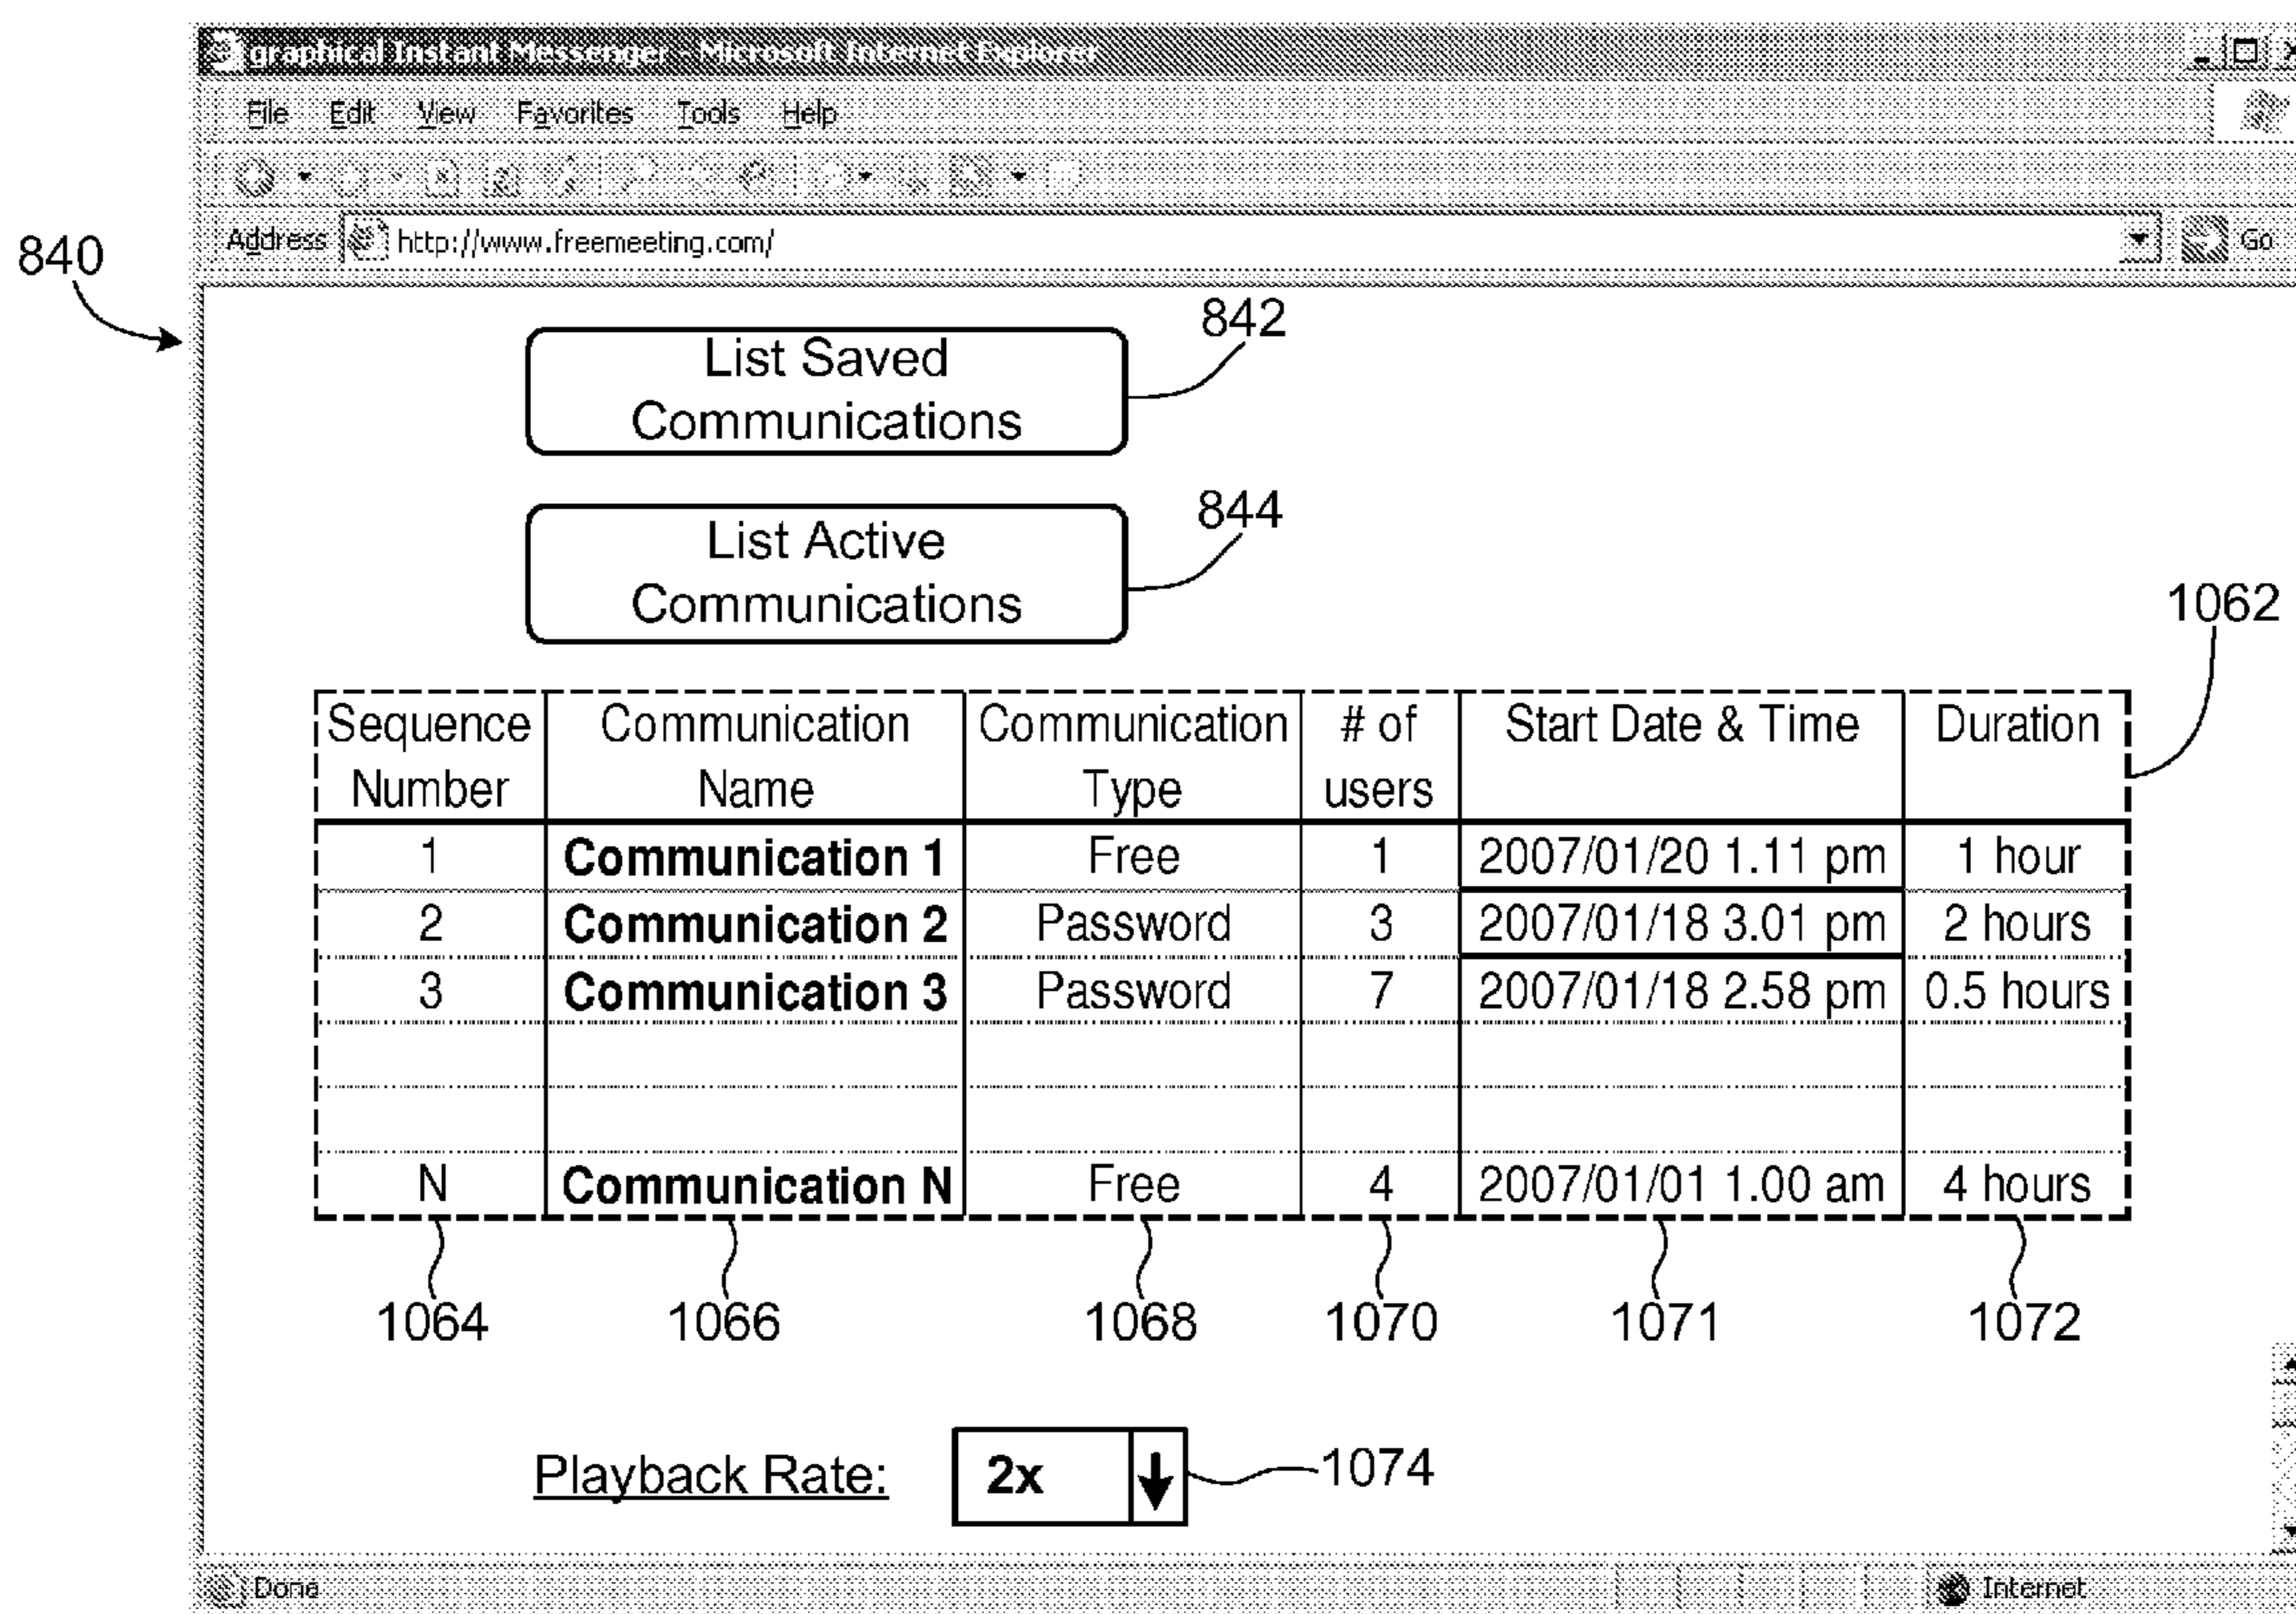 graphical Instant Messenger - Microsoft Internet Explorer
File Edit View Favorites Tools Help
Address http://www.freemeeting.com/ Go
840
List Saved
Communications
842
List Active
Communications
844
1062
Sequence Communication Communication # of Start Date & Time Duration
Number Name Type users
1 Communication 1 Free 1 2007/01/20 1.11 pm 1 hour
2 Communication 2 Password 3 2007/01/18 3.01 pm 2 hours
3 Communication 3 Password 7 2007/01/18 2.58 pm 0.5 hours
N Communication N Free 4 2007/01/01 1.00 am 4 hours
1064 1066 1068 1070 1071 1072
Playback Rate: 2x 1074
Done Internet